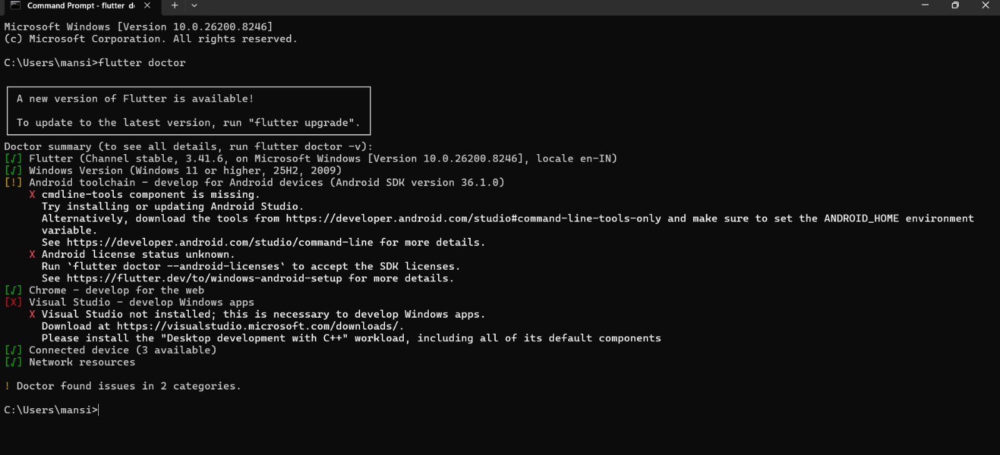 Command Prompt - flutter d
Microsoft Windows [Version 10.0.26200.8246]
(c) Microsoft Corporation. All rights reserved.
C:\Users\mansi>flutter doctor
A new version of Flutter is available!
To update to the latest version, run "flutter upgrade".
Doctor summary (to see all details, run flutter doctor -v):
[√] Flutter (Channel stable, 3.41.6, on Microsoft Windows [Version 10.0.26200.8246], locale en-IN)
[√] Windows Version (Windows 11 or higher, 25H2, 2009)
[!] Android toolchain - develop for Android devices (Android SDK version 36.1.0)
X cmdline-tools component is missing.
Try installing or updating Android Studio.
Alternatively, download the tools from https://developer.android.com/studio#command-line-tools-only and make sure to set the ANDROID_HOME environment
variable.
See https://developer.android.com/studio/command-line for more details.
X Android license status unknown.
Run `flutter doctor --android-licenses` to accept the SDK licenses.
See https://flutter.dev/to/windows-android-setup for more details.
[√] Chrome - develop for the web
[X] Visual Studio - develop Windows apps
X Visual Studio not installed; this is necessary to develop Windows apps.
Download at https://visualstudio.microsoft.com/downloads/.
Please install the "Desktop development with C++" workload, including all of its default components
[√] Connected device (3 available)
[√] Network resources
! Doctor found issues in 2 categories.
C:\Users\mansi>